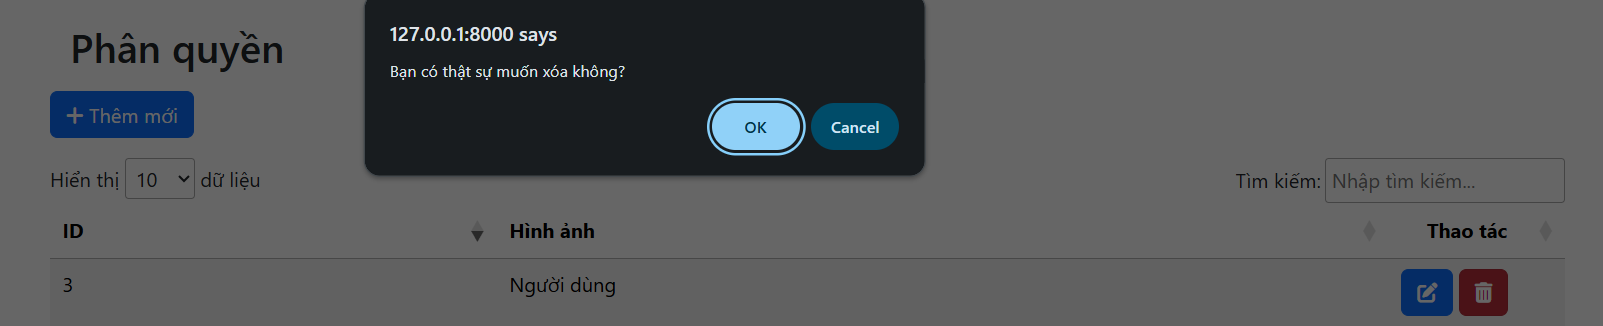 Phân quyền
127.0.0.1:8000 says
Bạn có thật sự muốn xóa không?
OK Cancel
Thêm mới
Hiển thị 10 dữ liệu Tìm kiếm: Nhập tìm kiếm...
ID Hình ảnh Thao tác
3 Người dùng